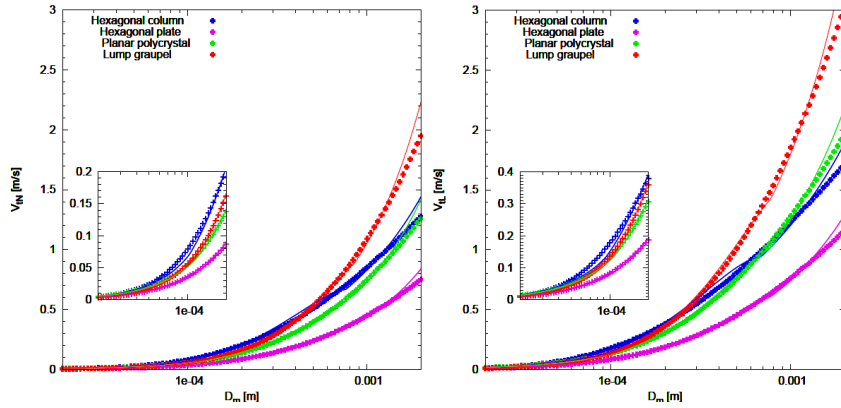 3
2.5
2
1.5
1
0.5
0
V_tN [m/s]
Hexagonal column
Hexagonal plate
Planar polycrystal
Lump graupel
0.2
0.15
0.1
0.05
0
1e-04
1e-04
0.001
D_m [m]
3
2.5
2
1.5
1
0.5
0
V_tL [m/s]
Hexagonal column
Hexagonal plate
Planar polycrystal
Lump graupel
0.4
0.3
0.2
0.1
0
1e-04
1e-04
0.001
D_m [m]